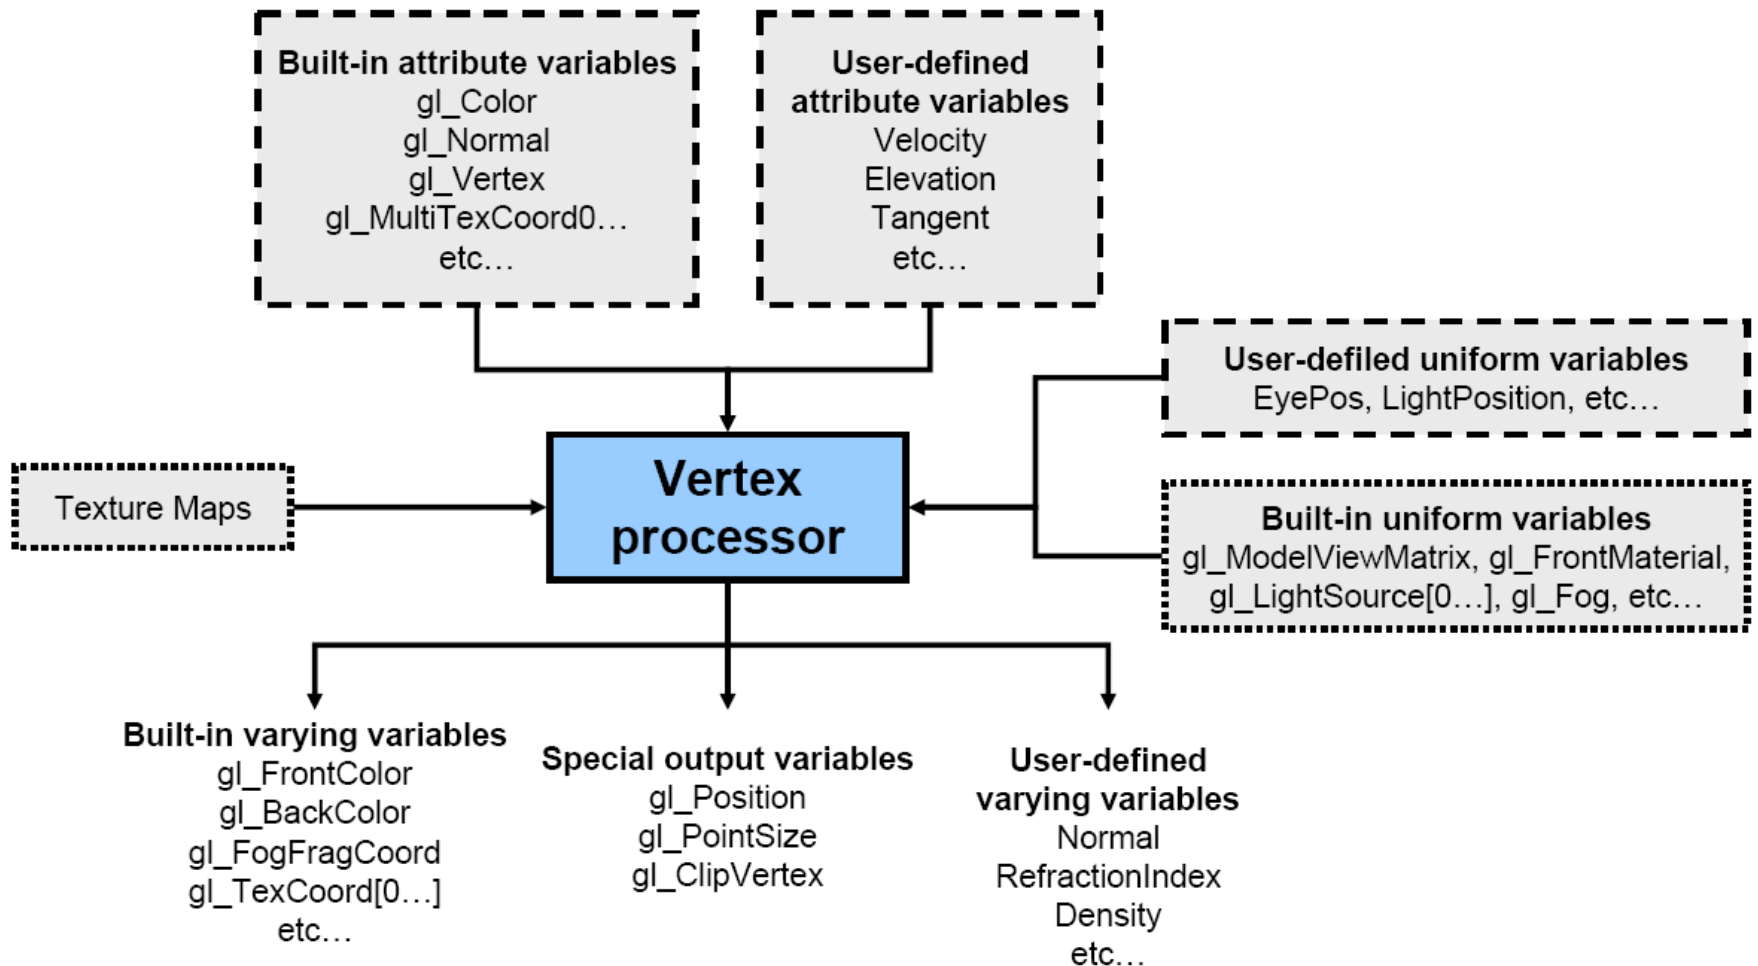 Built-in attribute variables
gl_Color
gl_Normal
gl_Vertex
gl_MultiTexCoord0…
etc…
User-defined
attribute variables
Velocity
Elevation
Tangent
etc…
User-defiled uniform variables
EyePos, LightPosition, etc…
Texture Maps
Vertex
processor
Built-in uniform variables
gl_ModelViewMatrix, gl_FrontMaterial,
gl_LightSource[0…], gl_Fog, etc…
Built-in varying variables
gl_FrontColor
gl_BackColor
gl_FogFragCoord
gl_TexCoord[0…]
etc…
Special output variables
gl_Position
gl_PointSize
gl_ClipVertex
User-defined
varying variables
Normal
RefractionIndex
Density
etc…